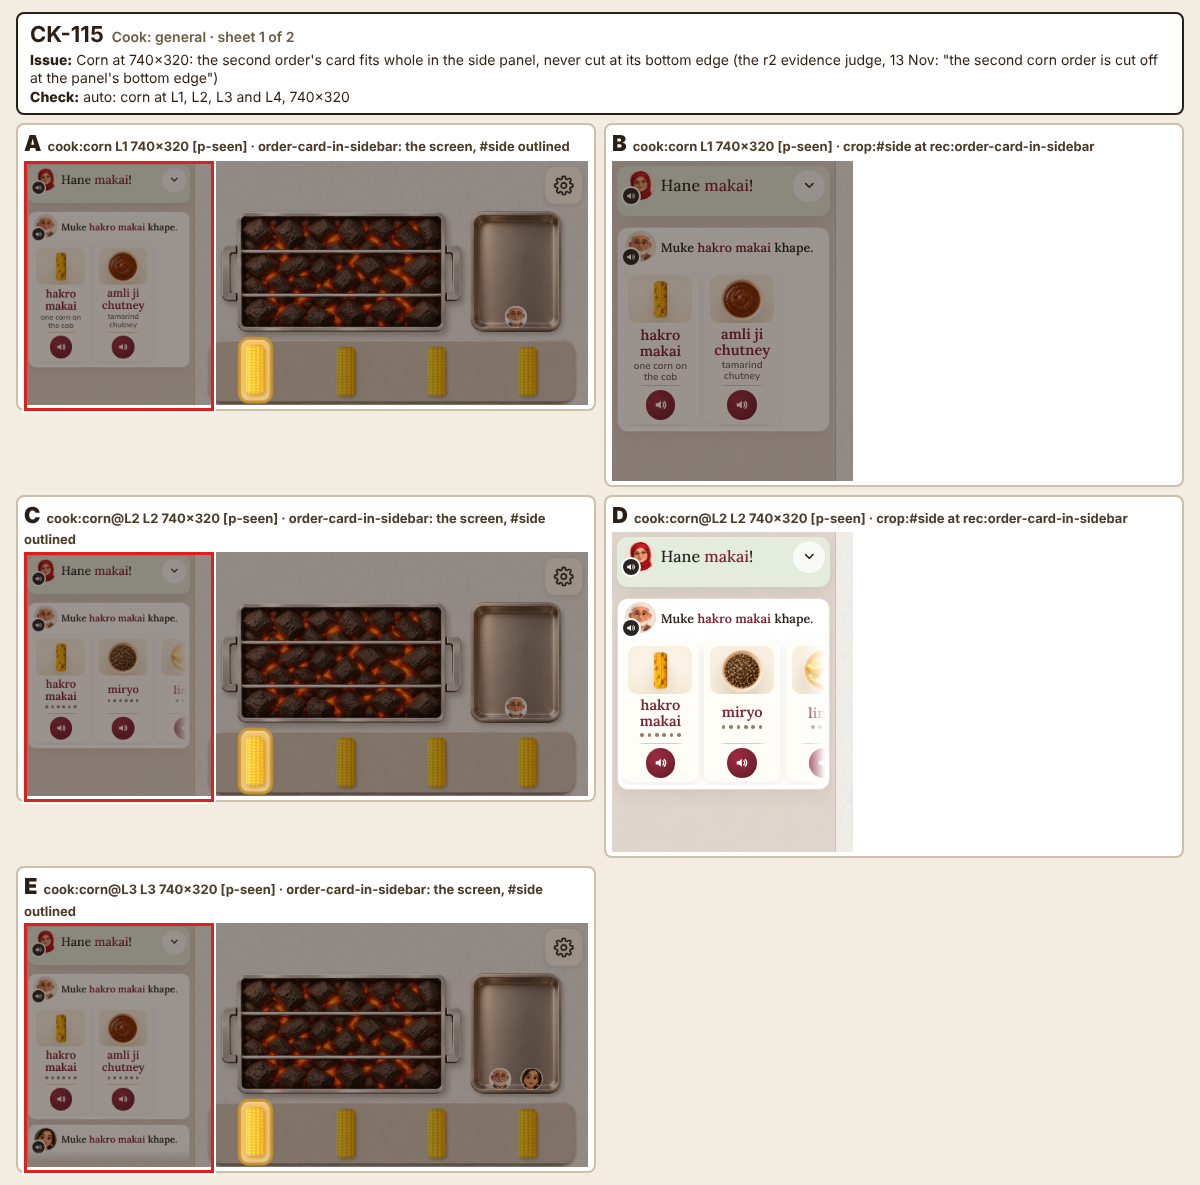 CK-115 Cook: general · sheet 1 of 2
Issue: Corn at 740×320: the second order's card fits whole in the side panel, never cut at its bottom edge (the r2 evidence judge, 13 Nov: "the second corn order is cut off
at the panel's bottom edge")
Check: auto: corn at L1, L2, L3 and L4, 740×320
A cook:corn L1 740×320 [p-seen] · order-card-in-sidebar: the screen, #side outlined
Hane makai!
Muke hakro makai khape.
hakro
makai
one corn on
the cob
amli ji
chutney
tamarind
chutney
B cook:corn L1 740×320 [p-seen] · crop:#side at rec:order-card-in-sidebar
Hane makai!
Muke hakro makai khape.
hakro
makai
one corn on
the cob
amli ji
chutney
tamarind
chutney
C cook:corn@L2 L2 740×320 [p-seen] · order-card-in-sidebar: the screen, #side
outlined
Hane makai!
Muke hakro makai khape.
hakro
makai
miryo
D cook:corn@L2 L2 740×320 [p-seen] · crop:#side at rec:order-card-in-sidebar
Hane makai!
Muke hakro makai khape.
hakro
makai
miryo
E cook:corn@L3 L3 740×320 [p-seen] · order-card-in-sidebar: the screen, #side
outlined
Hane makai!
Muke hakro makai khape.
hakro
makai
amli ji
chutney
Muke hakro makai khape.